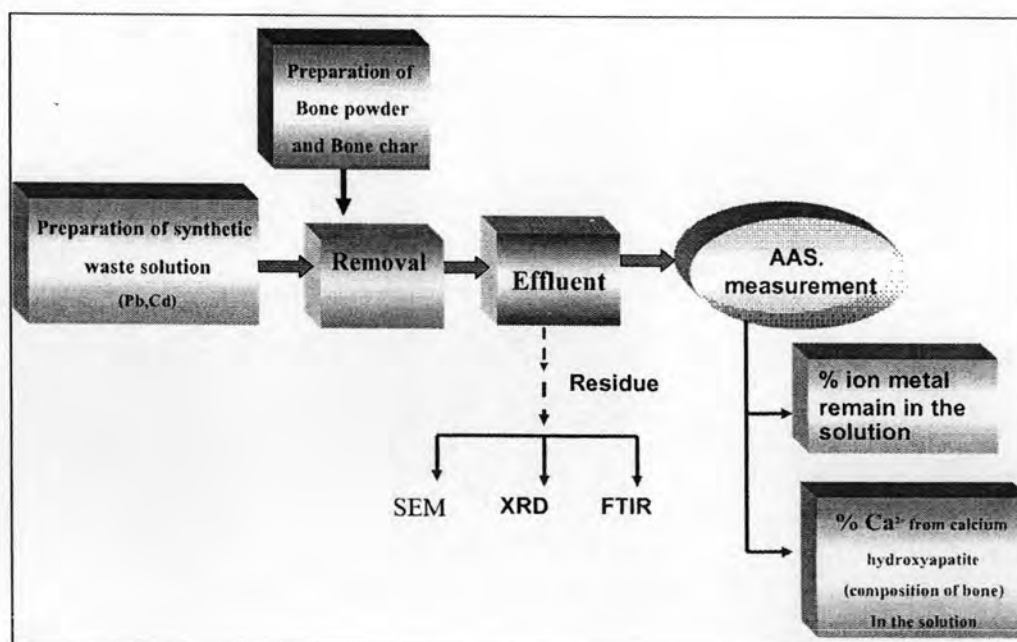 Preparation of
Bone powder
and Bone char
Preparation of synthetic
waste solution
(Pb,Cd)
Removal
Effluent
AAS.
measurement
Residue
SEM
XRD
FTIR
% ion metal
remain in the
solution
% Ca²⁺ from calcium
hydroxyapatite
(composition of bone)
In the solution